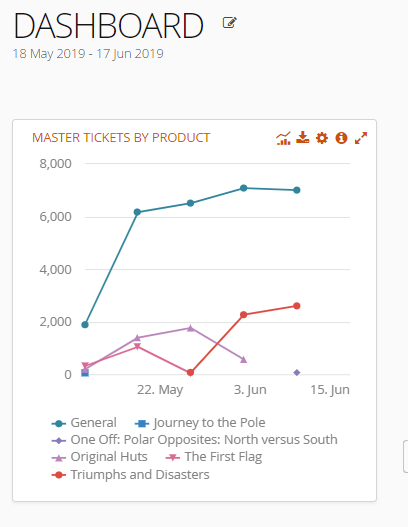 DASHBOARD
18 May 2019 - 17 Jun 2019
MASTER TICKETS BY PRODUCT
8,000
6,000
4,000
2,000
0
22. May 3. Jun 15. Jun
General Journey to the Pole
One Off: Polar Opposites: North versus South
Original Huts The First Flag
Triumphs and Disasters